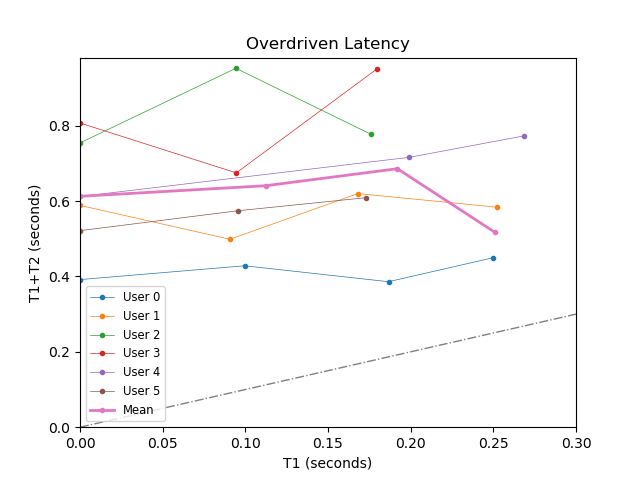 Overdriven Latency
T1+T2 (seconds)
0.8
0.6
0.4
0.2
0.0
User 0
User 1
User 2
User 3
User 4
User 5
Mean
0.00 0.05 0.10 0.15 0.20 0.25 0.30
T1 (seconds)